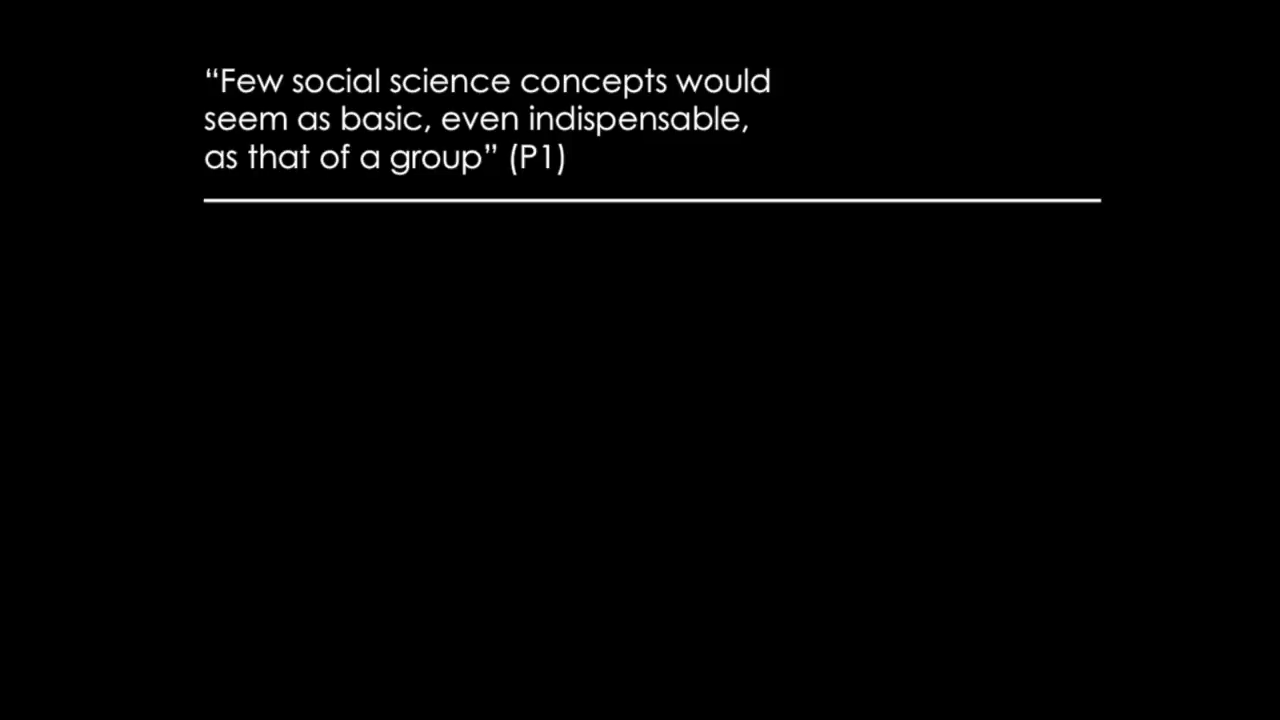 “Few social science concepts would
seem as basic, even indispensable,
as that of a group” (P1)